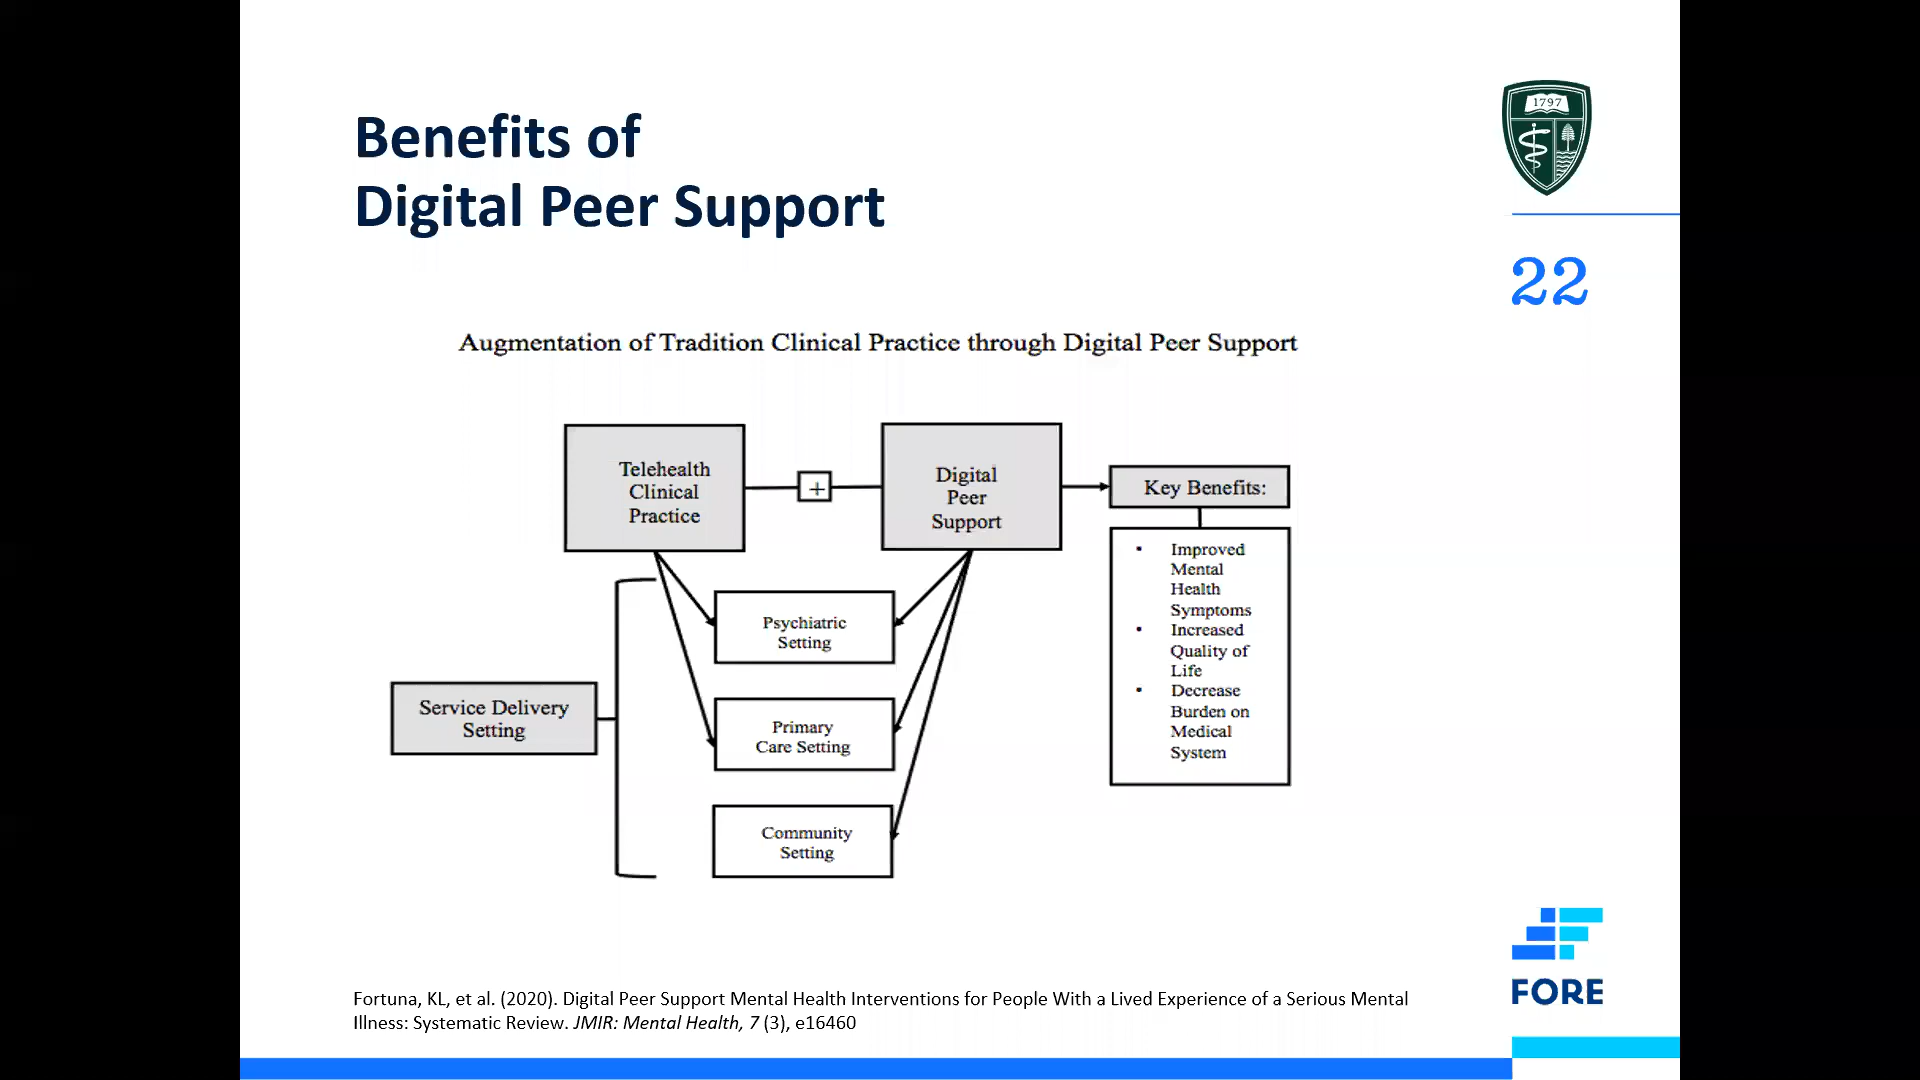 Benefits of
Digital Peer Support
1797
22
Augmentation of Tradition Clinical Practice through Digital Peer Support
Telehealth
Clinical
Practice
+
Digital
Peer
Support
Key Benefits:
• Improved
Mental
Health
Symptoms
• Increased
Quality of
Life
• Decrease
Burden on
Medical
System
Service Delivery
Setting
Psychiatric
Setting
Primary
Care Setting
Community
Setting
FORE
Fortuna, KL, et al. (2020). Digital Peer Support Mental Health Interventions for People With a Lived Experience of a Serious Mental
Illness: Systematic Review. JMIR: Mental Health, 7 (3), e16460